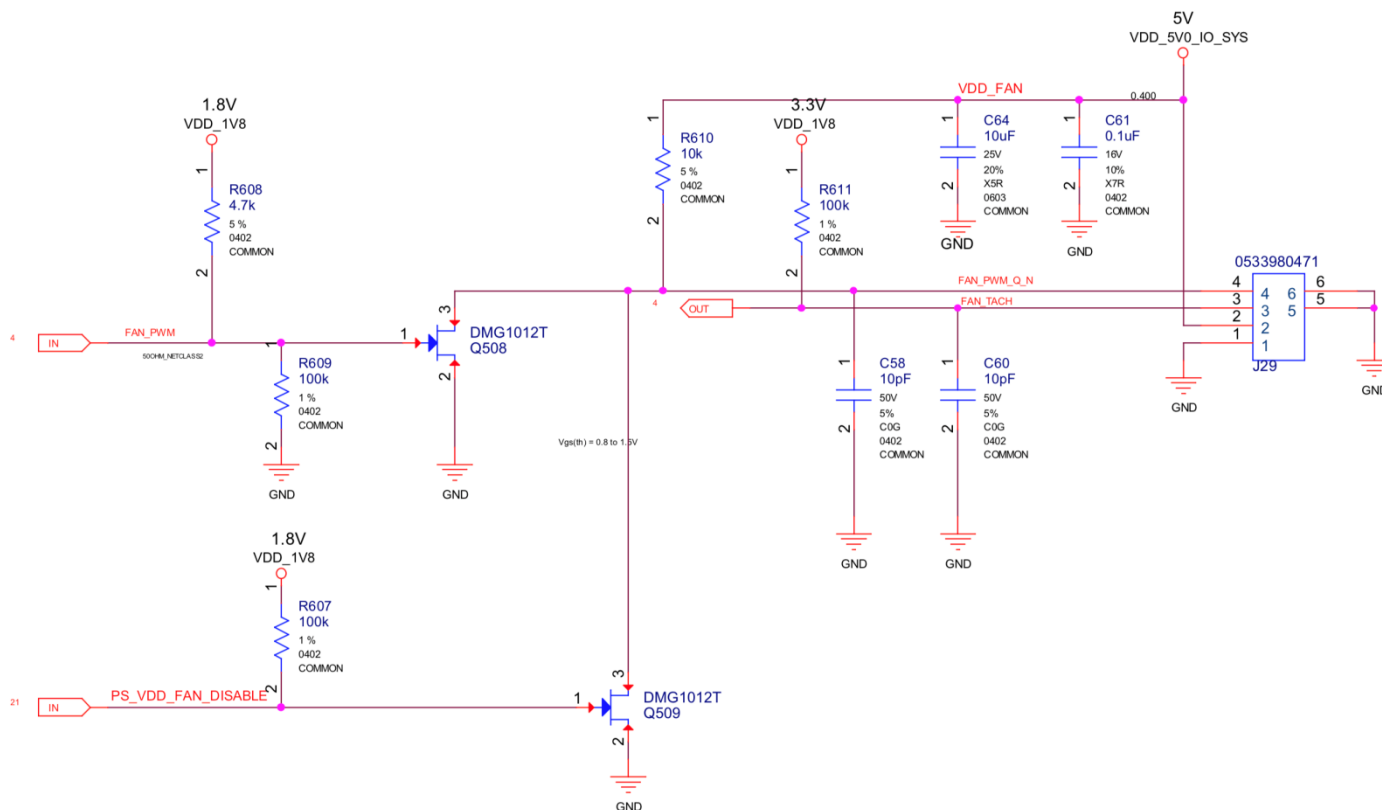 5V
VDD_5V0_IO_SYS
1.8V
VDD_1V8
1
R608
4.7k
5 %
0402
COMMON
2
VDD_FAN
0.400
1
R610
10k
5 %
0402
COMMON
2
3.3V
VDD_1V8
1
R611
100k
1 %
0402
COMMON
2
1
C64
10uF
25V
20%
X5R
0603
COMMON
2
GND
1
C61
0.1uF
16V
10%
X7R
0402
COMMON
2
GND
4
IN
FAN_PWM
50OHM_NETCLASS2
1
R609
100k
1 %
0402
COMMON
2
GND
1
3
DMG1012T
Q508
2
GND
FAN_PWM_Q_N
4
OUT
FAN_TACH
0533980471
4 4 6 6
3 3 5 5
2 2
1 1
J29
GND
GND
1
C58
10pF
50V
5%
C0G
0402
COMMON
2
GND
1
C60
10pF
50V
5%
C0G
0402
COMMON
2
GND
Vgs(th) = 0.8 to 1.5V
1.8V
VDD_1V8
1
R607
100k
1 %
0402
COMMON
2
21
IN
PS_VDD_FAN_DISABLE
1
3
DMG1012T
Q509
2
GND